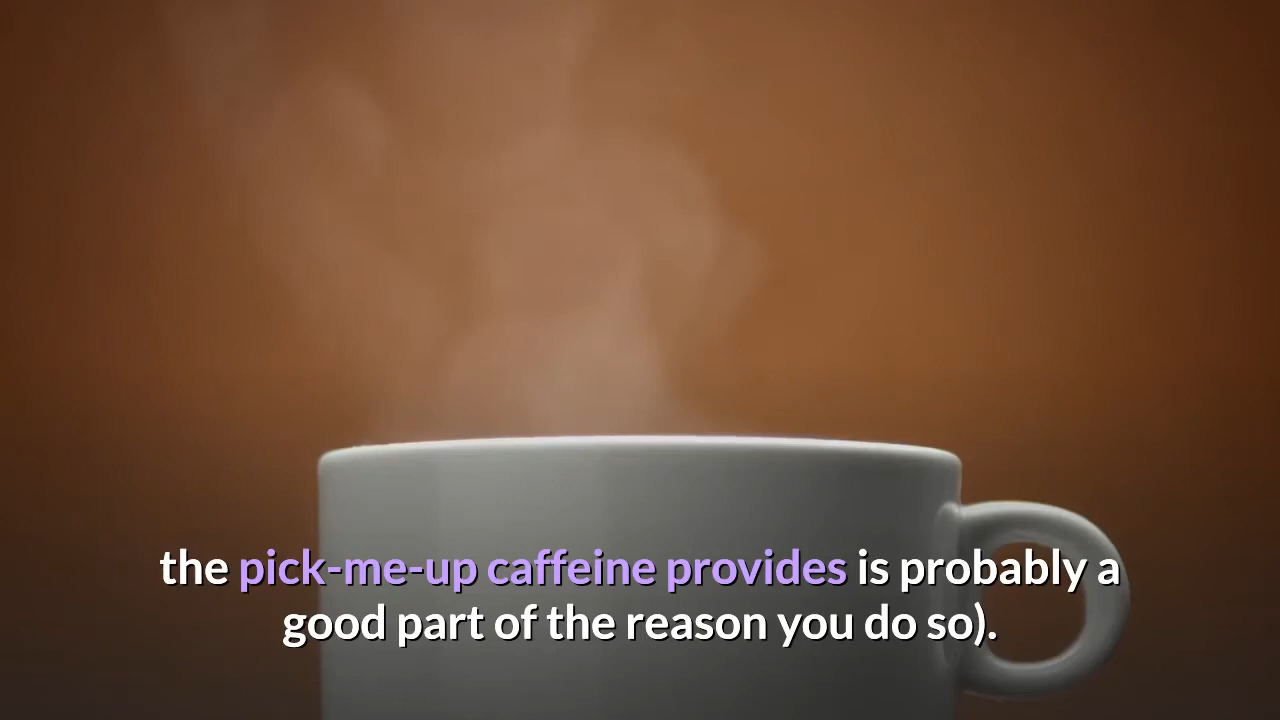 the pick-me-up caffeine provides is probably a
good part of the reason you do so).